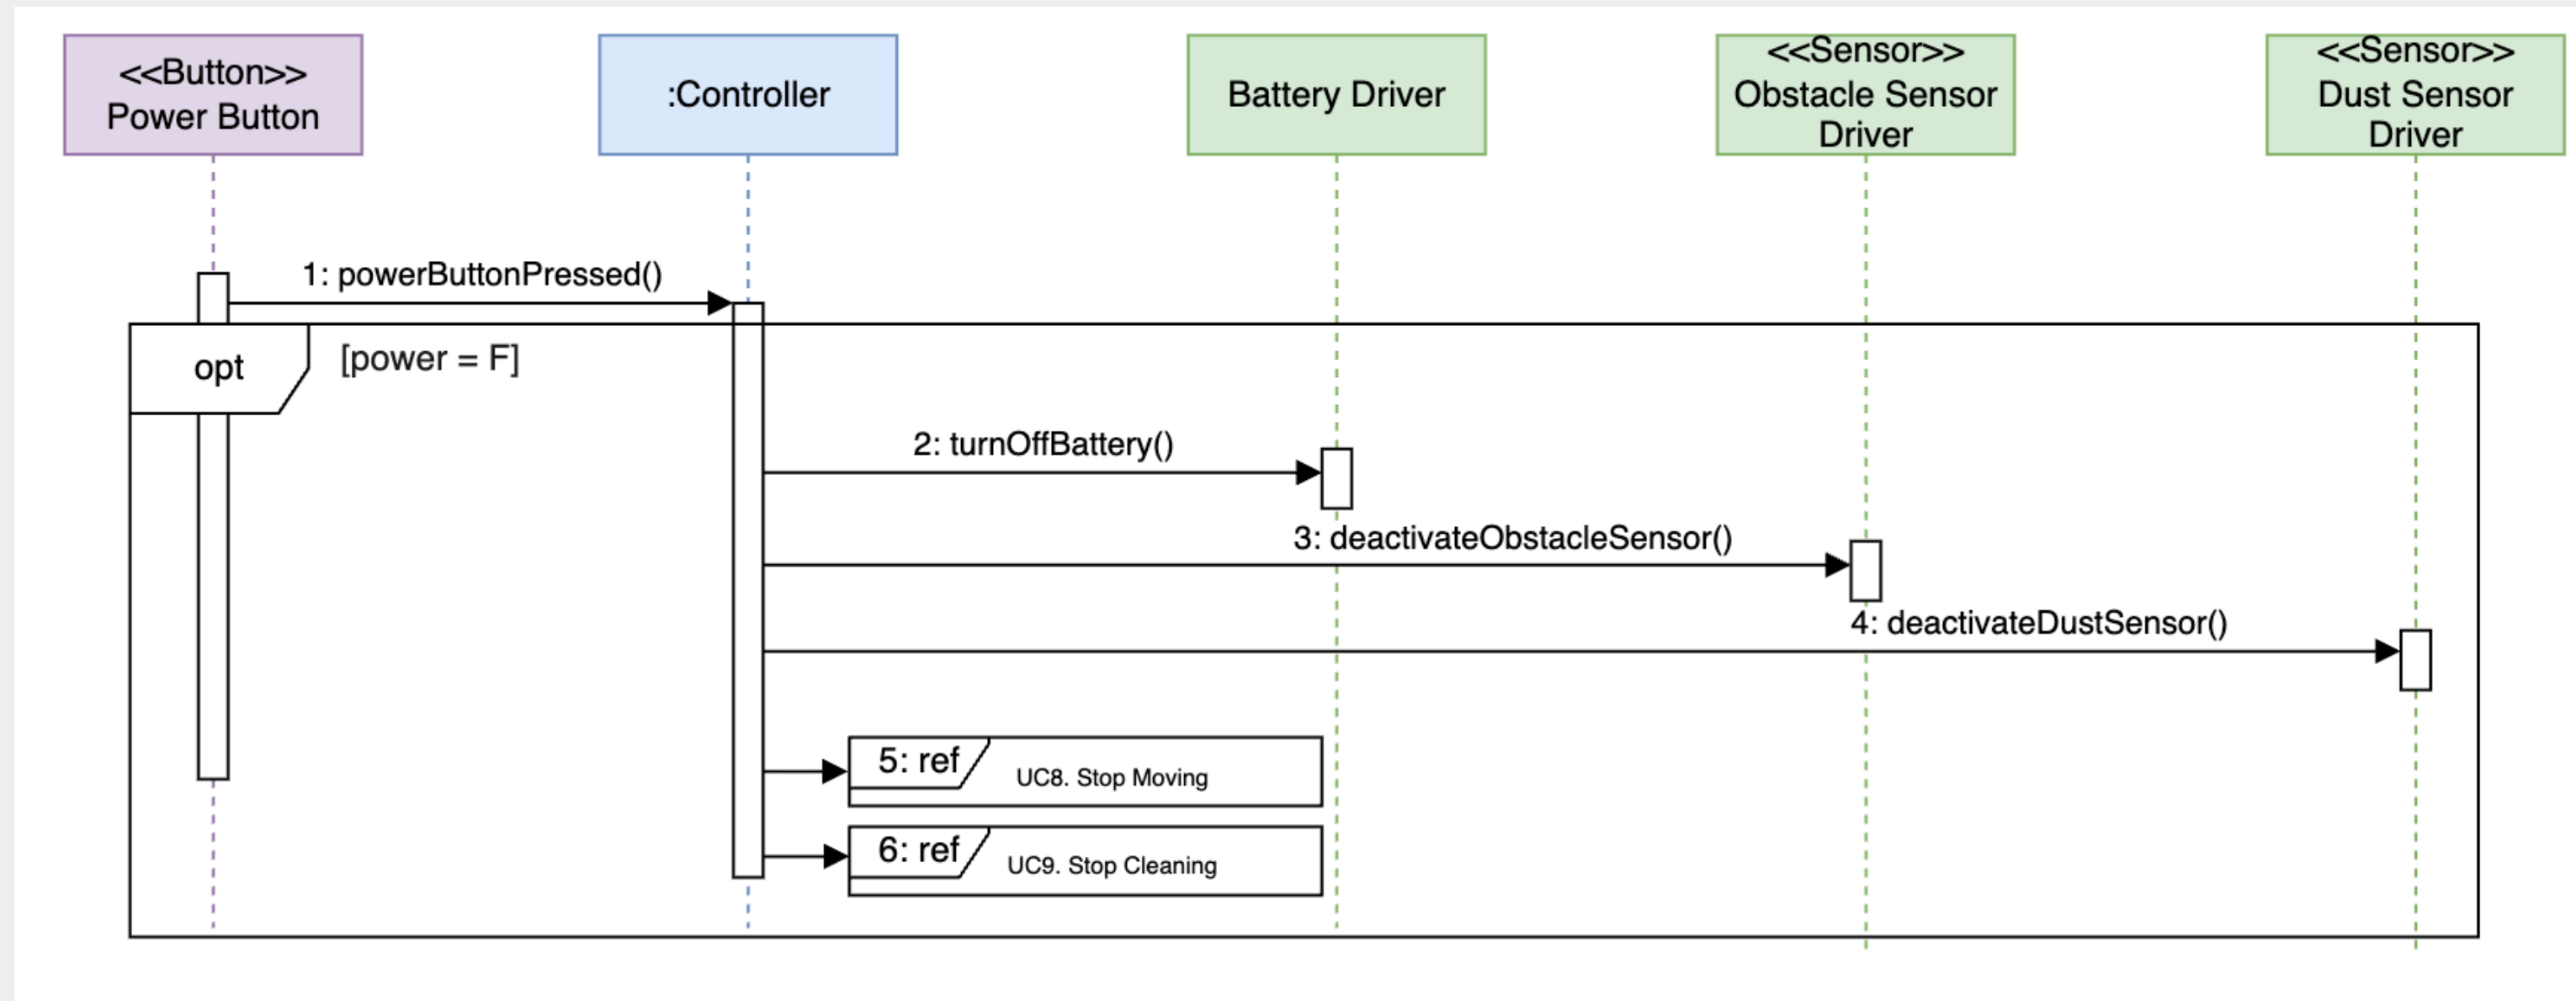 <<Button>>
Power Button
:Controller
Battery Driver
<<Sensor>>
Obstacle Sensor
Driver
<<Sensor>>
Dust Sensor
Driver
1: powerButtonPressed()
opt
[power = F]
2: turnOffBattery()
3: deactivateObstacleSensor()
4: deactivateDustSensor()
5: ref
UC8. Stop Moving
6: ref
UC9. Stop Cleaning